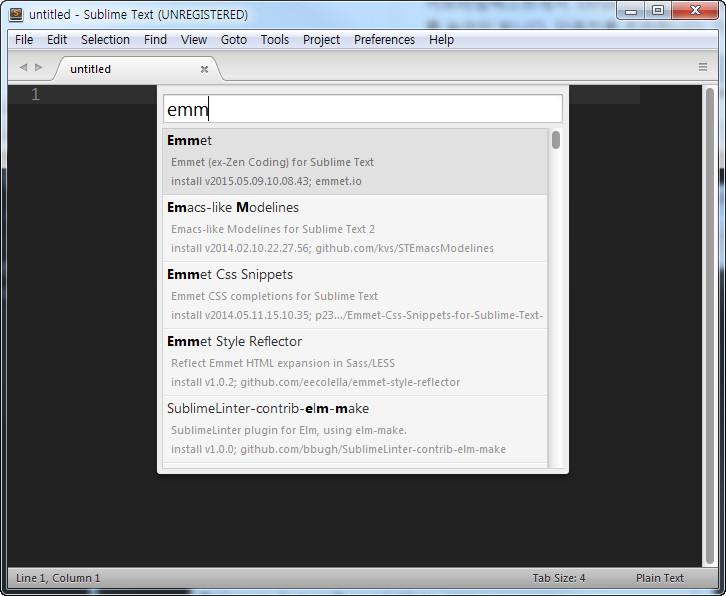 untitled - Sublime Text (UNREGISTERED)
File Edit Selection Find View Goto Tools Project Preferences Help
untitled
1
emm
Emmet
Emmet (ex-Zen Coding) for Sublime Text
install v2015.05.09.10.08.43; emmet.io
Emacs-like Modelines
Emacs-like Modelines for Sublime Text 2
install v2014.02.10.22.27.56; github.com/kvs/STEmacsModelines
Emmet Css Snippets
Emmet CSS completions for Sublime Text
install v2014.05.11.15.10.35; p23.../Emmet-Css-Snippets-for-Sublime-Text-
Emmet Style Reflector
Reflect Emmet HTML expansion in Sass/LESS
install v1.0.2; github.com/eecolella/emmet-style-reflector
SublimeLinter-contrib-elm-make
SublimeLinter plugin for Elm, using elm-make.
install v1.0.0; github.com/bbugh/SublimeLinter-contrib-elm-make
Line 1, Column 1 Tab Size: 4 Plain Text